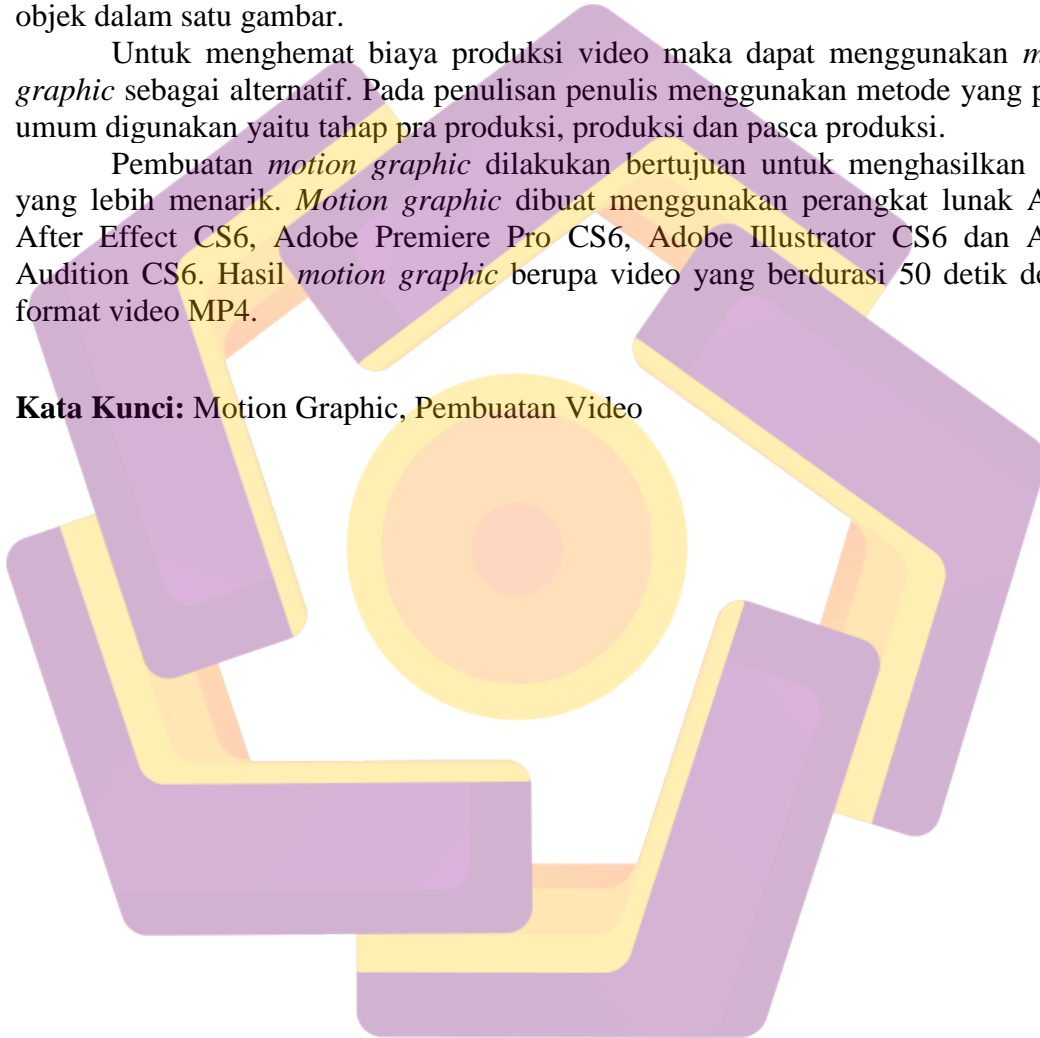 objek dalam satu gambar.
Untuk menghemat biaya produksi video maka dapat menggunakan
graphic sebagai alternatif. Pada penulisan penulis menggunakan metode yang
umum digunakan yaitu tahap pra produksi, produksi dan pasca produksi.
Pembuatan motion graphic dilakukan bertujuan untuk menghasilkan
yang lebih menarik. Motion graphic dibuat menggunakan perangkat lunak
After Effect CS6, Adobe Premiere Pro CS6, Adobe Illustrator CS6 dan
Audition CS6. Hasil motion graphic berupa video yang berdurasi 50 detik
format video MP4.
Kata Kunci: Motion Graphic, Pembuatan Video